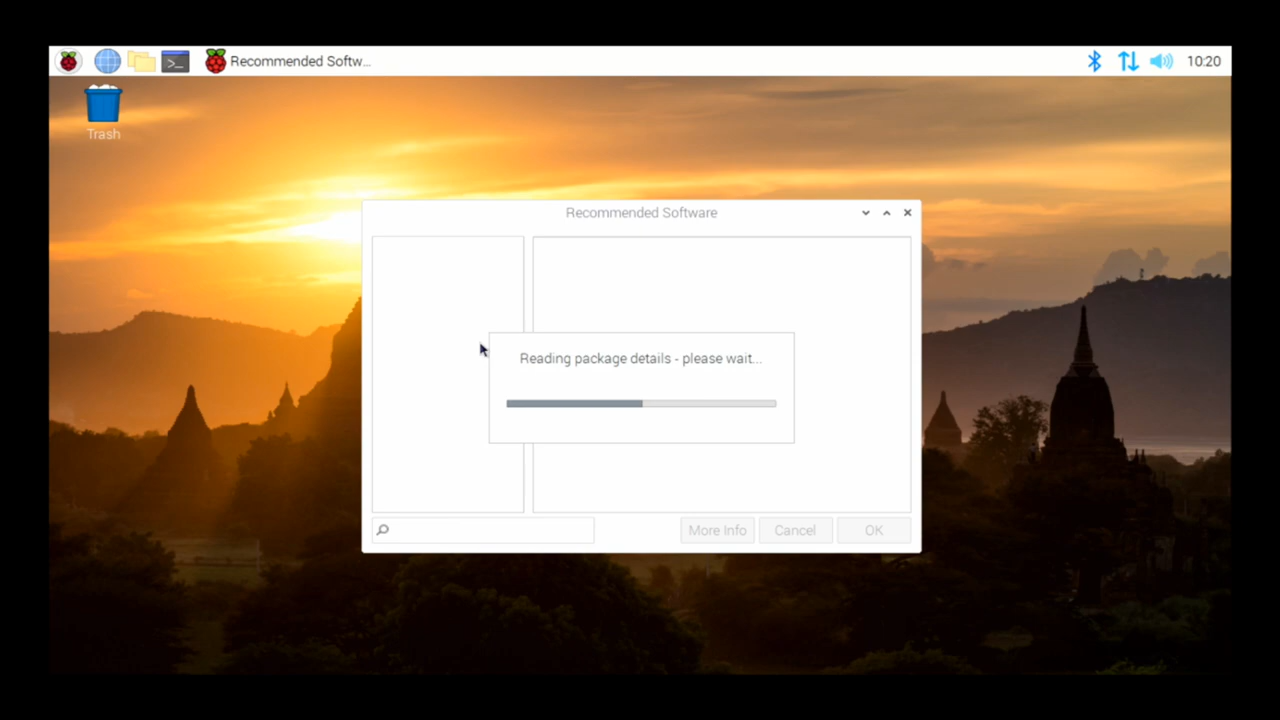 Recommended Softw...
10:20
Trash
Recommended Software
Reading package details - please wait...
More Info
Cancel
OK